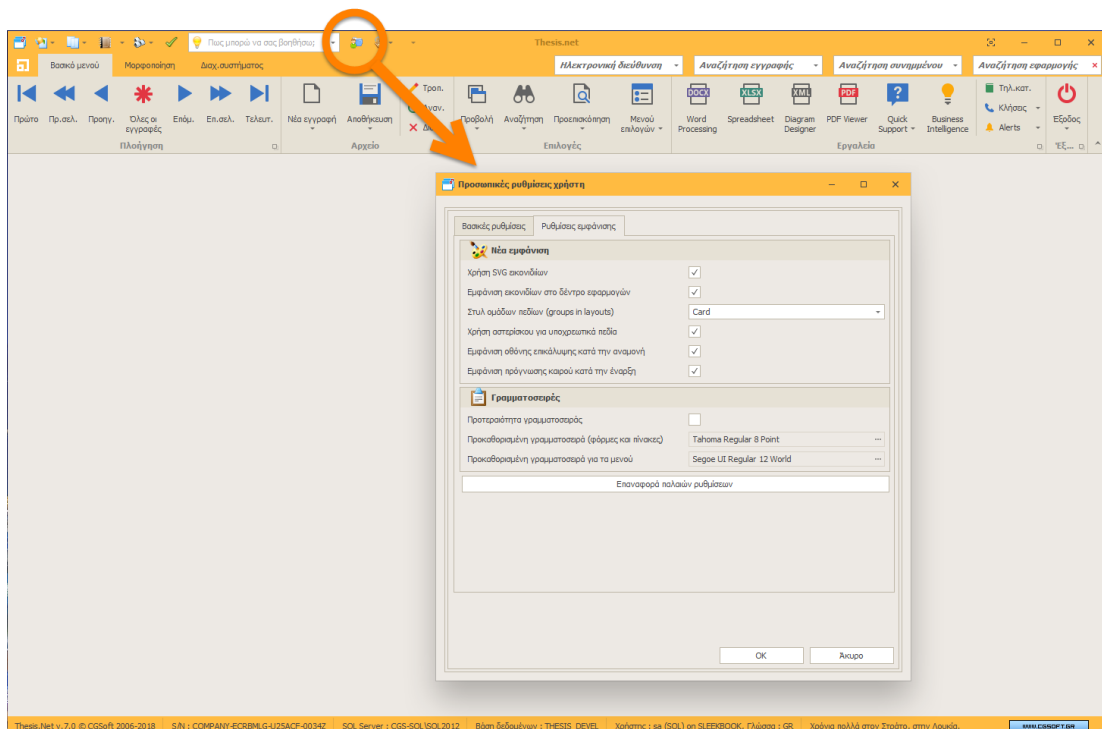 Πως μπορώ να σας βοηθήσω;
Thesis.net
Βασικό μενού Μορφοποίηση Διαχ.συστήματος
Ηλεκτρονική διεύθυνση Αναζήτηση εγγραφής Αναζήτηση συνημμένου Αναζήτηση εφαρμογής
Πρώτο Πρ.σελ. Προηγ. Όλες οι εγγραφές Επόμ. Επ.σελ. Τελευτ.
Νέα εγγραφή Αποθήκευση Τροπ.
Προβολή Αναζήτηση Προεπισκόπηση Μενού επιλογών
DOCX XLSX XML PDF
Word Processing Spreadsheet Diagram Designer PDF Viewer Quick Support Business Intelligence
Τηλ.κατ.
Κλήσεις
Alerts
Έξοδος
Πλοήγηση Αρχείο Επιλογές Εργαλεία Έξ...
Προσωπικές ρυθμίσεις χρήστη
Βασικές ρυθμίσεις Ρυθμίσεις εμφάνισης
Νέα εμφάνιση
Χρήση SVG εικονιδίων
Εμφάνιση εικονιδίων στο δέντρο εφαρμογών
Στυλ ομάδων πεδίων (groups in layouts) Card
Χρήση αστερίσκου για υποχρεωτικά πεδία
Εμφάνιση οθόνης επικάλυψης κατά την αναμονή
Εμφάνιση πρόγνωσης καιρού κατά την έναρξη
Γραμματοσειρές
Προτεραιότητα γραμματοσειράς
Προκαθορισμένη γραμματοσειρά (φόρμες και πίνακες) Tahoma Regular 8 Point
Προκαθορισμένη γραμματοσειρά για τα μενού Segoe UI Regular 12 World
Επαναφορά παλαιών ρυθμίσεων
OK Άκυρο
Thesis.Net v.7.0 © CGSoft 2006-2018 S/N : COMPANY-ECRBMLG-U25ACF-0034Z SQL Server : CGS-SQL\SQL2012 Βάση δεδομένων : THESIS_DEVEL Χρήστης : sa (SQL) on SLEEKBOOK, Γλώσσα : GR Χρόνια πολλά στον Στράτο, στην Λουκία. WWW.CGSOFT.GR